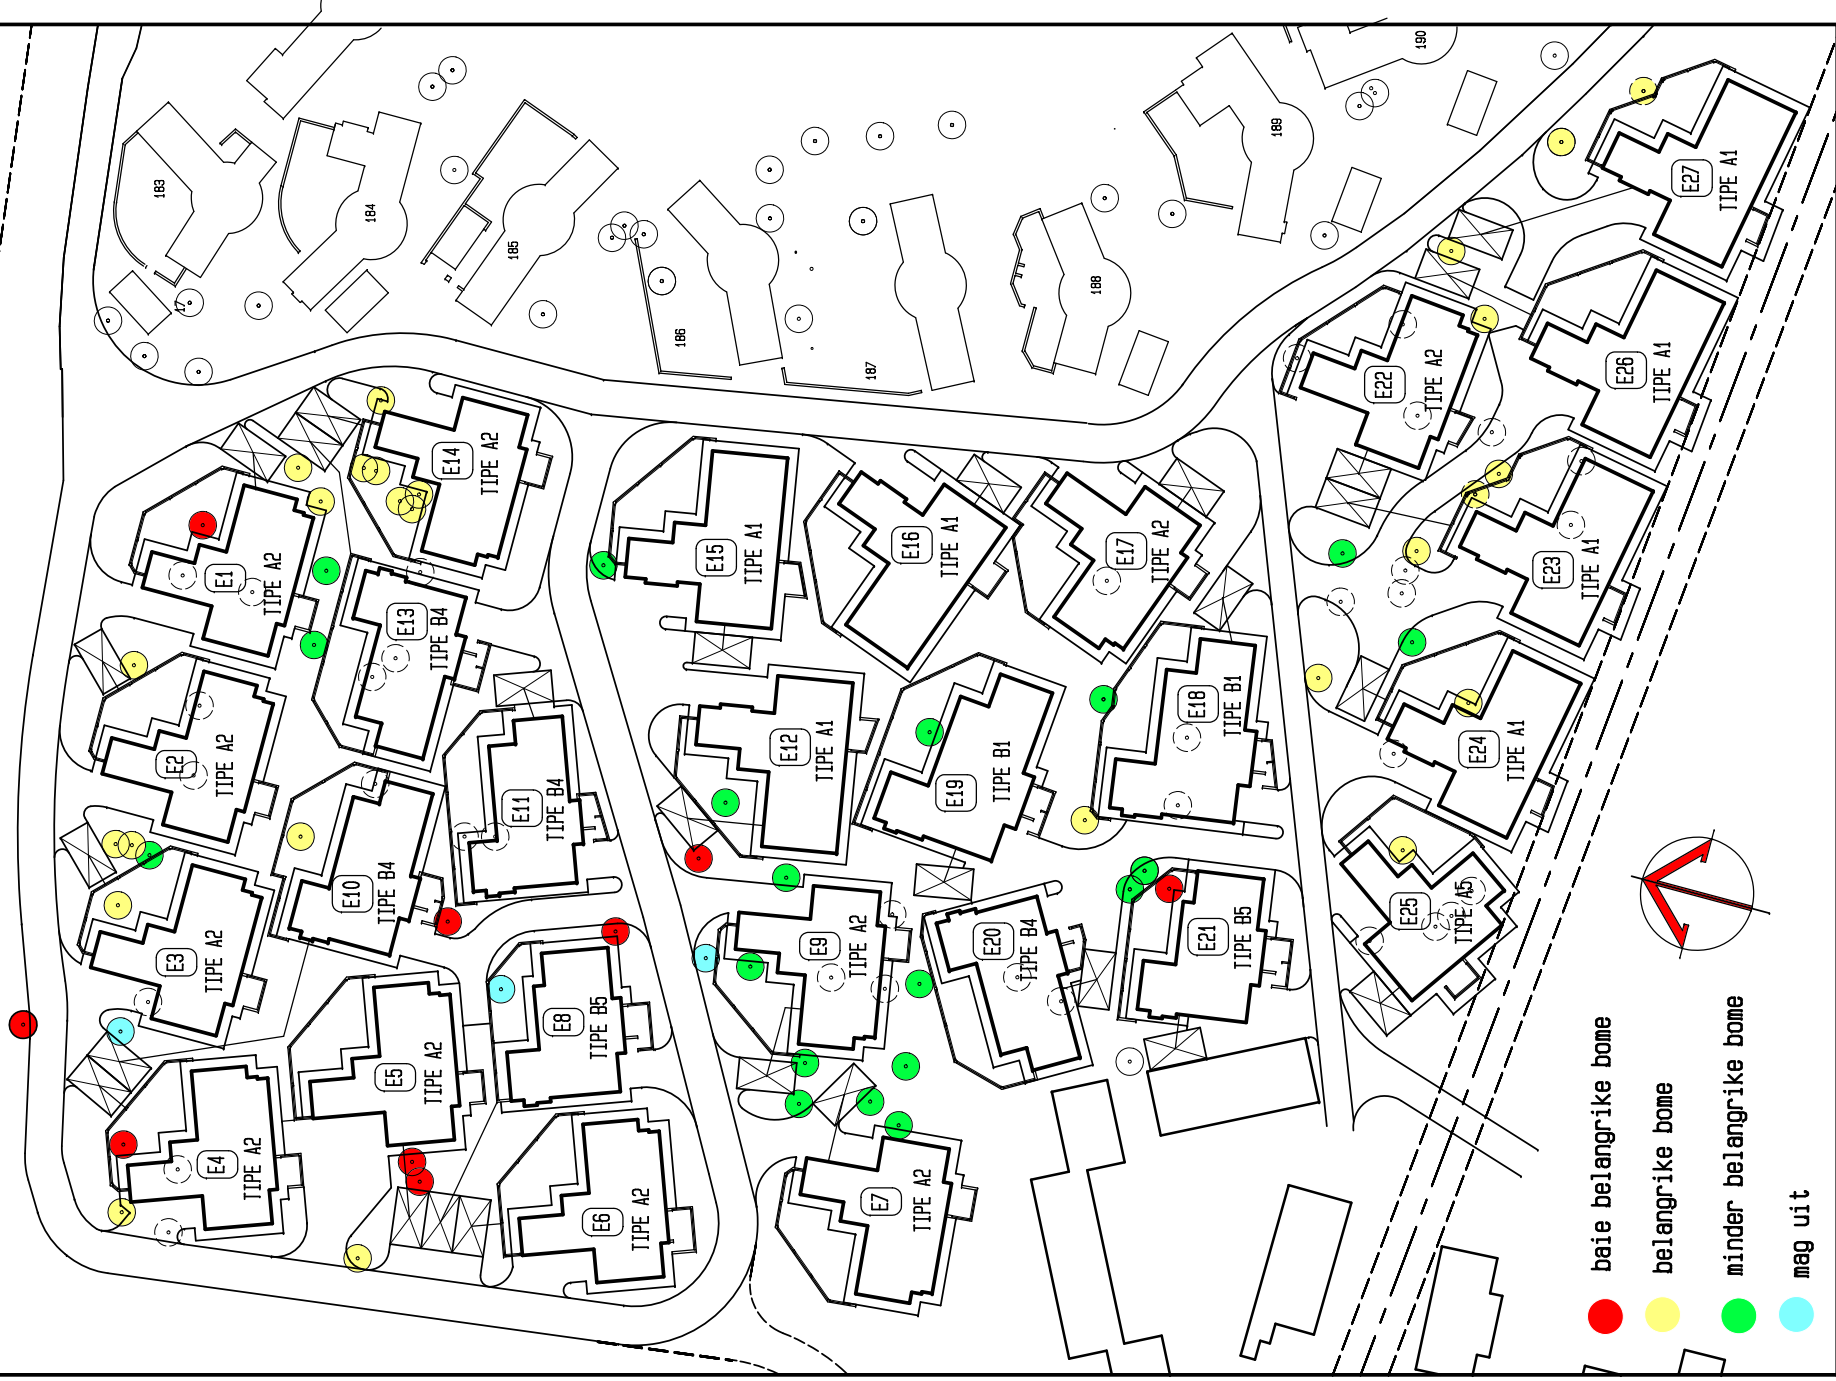 183
184
185
186
187
188
189
190
17
E1
TIPE A2
E2
TIPE A2
E3
TIPE A2
E4
TIPE A2
E5
TIPE A2
E6
TIPE A2
E7
TIPE A2
E8
TIPE B5
E9
TIPE A2
E10
TIPE B4
E11
TIPE B4
E12
TIPE A1
E13
TIPE B4
E14
TIPE A2
E15
TIPE A1
E16
TIPE A1
E17
TIPE A2
E18
TIPE B1
E19
TIPE B1
E20
TIPE B4
E21
TIPE B5
E22
TIPE A2
E23
TIPE A1
E24
TIPE A1
E25
TIPE A5
E26
TIPE A1
E27
TIPE A1
baie belangrike bome
belangrike bome
minder belangrike bome
mag uit